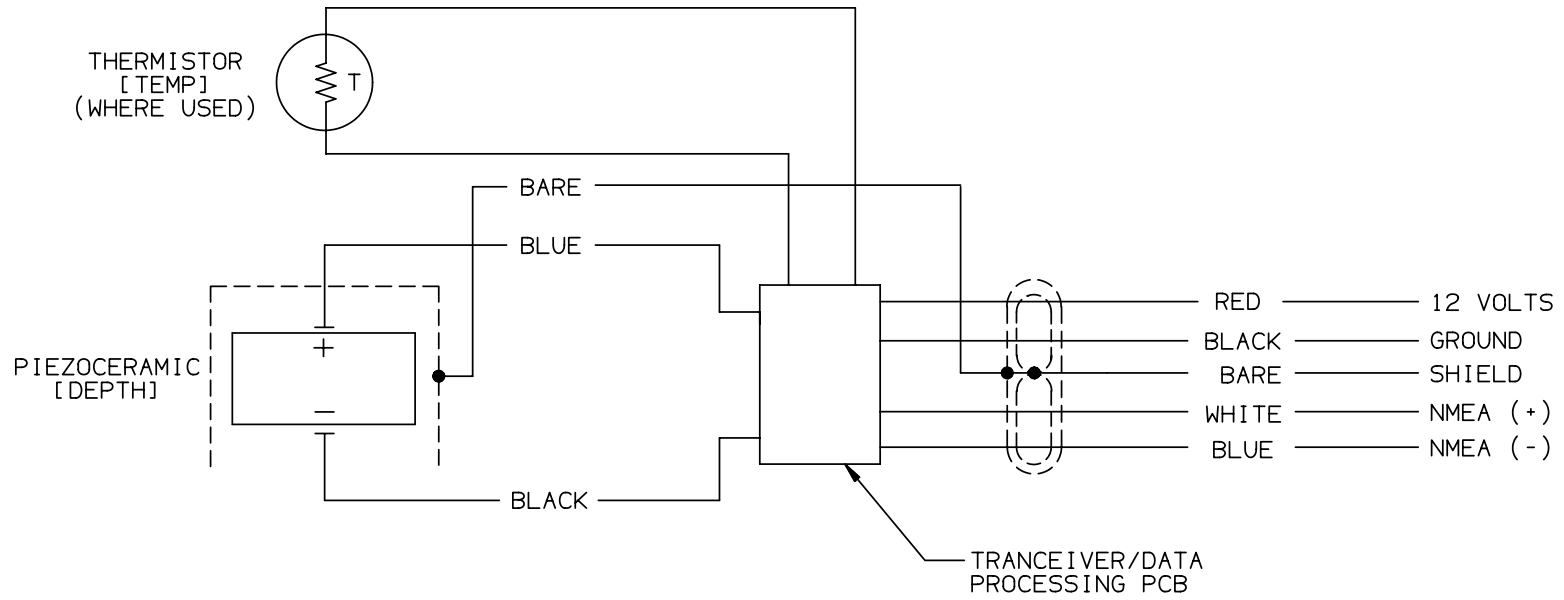 THERMISTOR
[TEMP]
(WHERE USED)
T
BARE
BLUE
PIEZOCERAMIC
[DEPTH]
+
−
BLACK
RED 12 VOLTS
BLACK GROUND
BARE SHIELD
WHITE NMEA (+)
BLUE NMEA (-)
TRANCEIVER/DATA
PROCESSING PCB